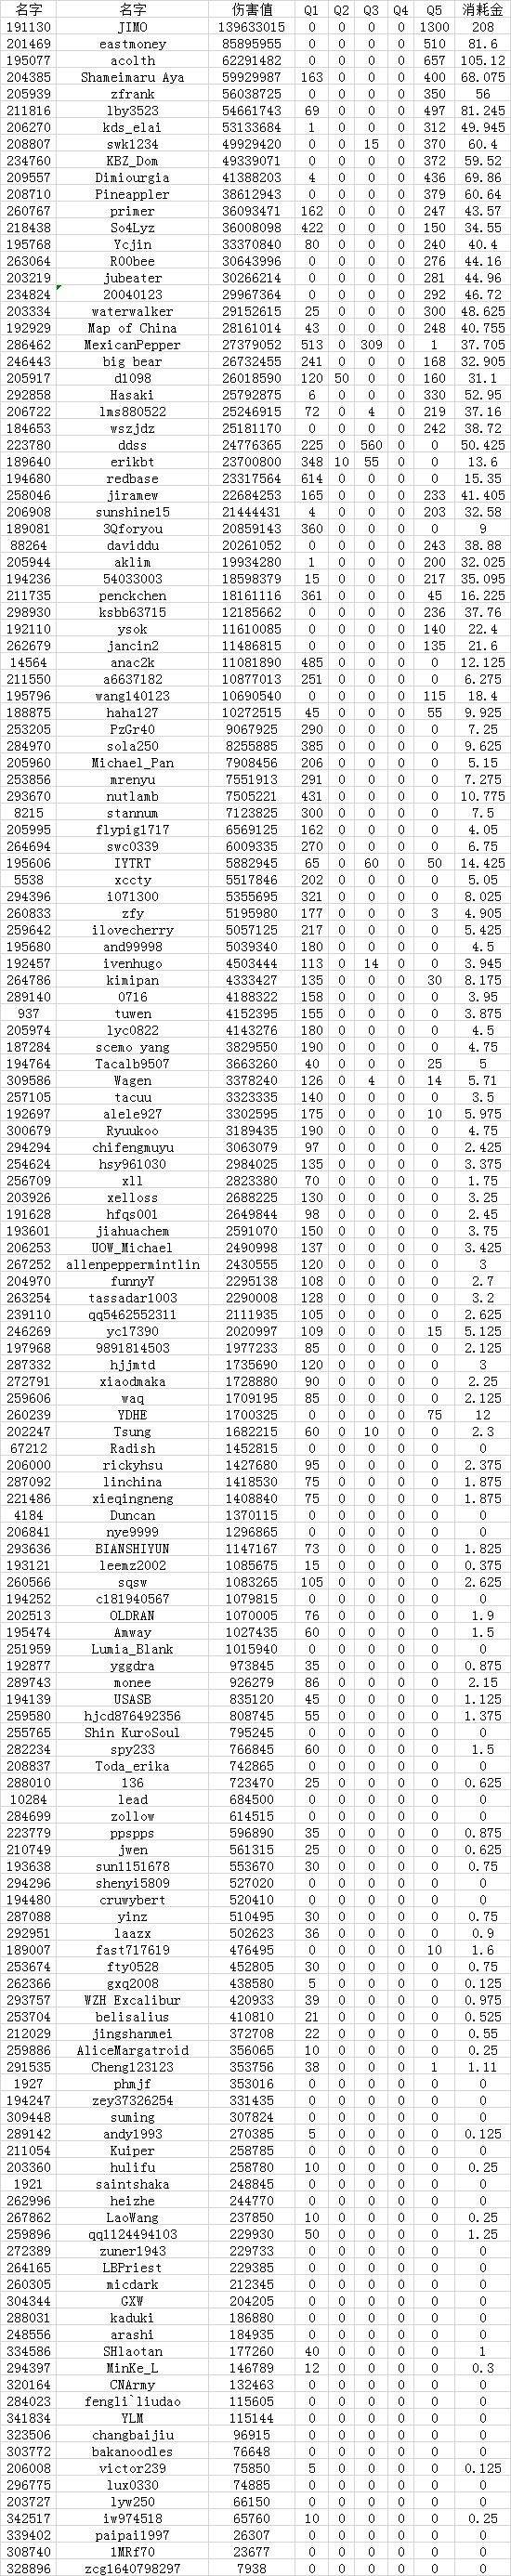 名字 名字 伤害值 Q1 Q2 Q3 Q4 Q5 消耗金
191130 JIMO 139633015 0 0 0 0 1300 208
201469 eastmoney 85895955 0 0 0 0 510 81.6
195077 acolth 62291482 0 0 0 0 657 105.12
204385 Shameimaru Aya 59929987 163 0 0 0 400 68.075
205939 zfrank 56038725 0 0 0 0 350 56
211816 lby3523 54661743 69 0 0 0 497 81.245
206270 kds_elai 53133684 1 0 0 0 312 49.945
208807 swk1234 49929420 0 0 15 0 370 60.4
234760 KBZ_Dom 49339071 0 0 0 0 372 59.52
209557 Dimiourgia 41388203 4 0 0 0 436 69.86
208710 Pineappler 38612943 0 0 0 0 379 60.64
260767 primer 36093471 162 0 0 0 247 43.57
218438 So4Lyz 36008098 422 0 0 0 150 34.55
195768 Ycjin 33370840 80 0 0 0 240 40.4
263064 R00bee 30643996 0 0 0 0 276 44.16
203219 jubeater 30266214 0 0 0 0 281 44.96
234824 20040123 29967364 0 0 0 0 292 46.72
203334 waterwalker 29152615 25 0 0 0 300 48.625
192929 Map of China 28161014 43 0 0 0 248 40.755
286462 MexicanPepper 27379052 513 0 309 0 1 37.705
246443 big bear 26732455 241 0 0 0 168 32.905
205917 d1098 26018590 120 50 0 0 160 31.1
292858 Hasaki 25792875 6 0 0 0 330 52.95
206722 lms880522 25246915 72 0 4 0 219 37.16
184653 wszjdz 25181170 0 0 0 0 242 38.72
223780 ddss 24776365 225 0 560 0 0 50.425
189640 erikbt 23700800 348 10 55 0 0 13.6
194680 redbase 23317564 614 0 0 0 0 15.35
258046 jiramew 22684253 165 0 0 0 233 41.405
206908 sunshine15 21444431 4 0 0 0 203 32.58
189081 3Qforyou 20859143 360 0 0 0 0 9
88264 daviddu 20261052 0 0 0 0 243 38.88
205944 aklim 19934280 1 0 0 0 200 32.025
194236 54033003 18598379 15 0 0 0 217 35.095
211735 penckchen 18161116 361 0 0 0 45 16.225
298930 ksbb63715 12185662 0 0 0 0 236 37.76
192110 ysok 11610085 0 0 0 0 140 22.4
262679 jancin2 11486815 0 0 0 0 135 21.6
14564 anac2k 11081890 485 0 0 0 0 12.125
211550 a6637182 10877013 251 0 0 0 0 6.275
195796 wang140123 10690540 0 0 0 0 115 18.4
188875 haha127 10272515 45 0 0 0 55 9.925
253205 PzGr40 9067925 290 0 0 0 0 7.25
284970 sola250 8255885 385 0 0 0 0 9.625
205960 Michael_Pan 7908456 206 0 0 0 0 5.15
253856 mrenyu 7551913 291 0 0 0 0 7.275
293670 nutlamb 7505221 431 0 0 0 0 10.775
8215 stannum 7123825 300 0 0 0 0 7.5
205995 flypig1717 6569125 162 0 0 0 0 4.05
264694 swc0339 6009335 270 0 0 0 0 6.75
195606 IYTRT 5882945 65 0 60 0 50 14.425
5538 xccty 5517846 202 0 0 0 0 5.05
294396 i071300 5355695 321 0 0 0 0 8.025
260833 zfy 5195980 177 0 0 0 3 4.905
259642 ilovecherry 5057125 217 0 0 0 0 5.425
195680 and99998 5039340 180 0 0 0 0 4.5
192457 ivenhugo 4503444 113 0 14 0 0 3.945
264786 kimipan 4333427 135 0 0 0 30 8.175
289140 0716 4188322 158 0 0 0 0 3.95
937 tuwen 4152395 155 0 0 0 0 3.875
205974 lyc0822 4143276 180 0 0 0 0 4.5
187284 scemo yang 3829550 190 0 0 0 0 4.75
194764 Tacalb9507 3663260 40 0 0 0 25 5
309586 Wagen 3378240 126 0 4 0 14 5.71
257105 tacuu 3323335 140 0 0 0 0 3.5
192697 alele927 3302595 175 0 0 0 10 5.975
300679 Ryuukoo 3189435 190 0 0 0 0 4.75
294294 chifengmuyu 3063079 97 0 0 0 0 2.425
254624 hsy961030 2984025 135 0 0 0 0 3.375
256709 xll 2823380 70 0 0 0 0 1.75
203926 xelloss 2688225 130 0 0 0 0 3.25
191628 hfqs001 2649844 98 0 0 0 0 2.45
193601 jiahuachem 2591070 150 0 0 0 0 3.75
206253 UOW_Michael 2490998 137 0 0 0 0 3.425
267252 allenpeppermintlin 2430555 120 0 0 0 0 3
204970 funnyY 2295138 108 0 0 0 0 2.7
263254 tassadar1003 2290008 128 0 0 0 0 3.2
239110 qq5462552311 2111935 105 0 0 0 0 2.625
246269 yc17390 2020997 109 0 0 0 15 5.125
197968 9891814503 1977233 85 0 0 0 0 2.125
287332 hjjmtd 1735690 120 0 0 0 0 3
272791 xiaodmaka 1728880 90 0 0 0 0 2.25
259606 waq 1709195 85 0 0 0 0 2.125
260239 YDHE 1700325 0 0 0 0 75 12
202247 Tsung 1682215 60 0 10 0 0 2.3
67212 Radish 1452815 0 0 0 0 0 0
206000 rickyhsu 1427680 95 0 0 0 0 2.375
287092 linchina 1418530 75 0 0 0 0 1.875
221486 xieqingneng 1408840 75 0 0 0 0 1.875
4184 Duncan 1370115 0 0 0 0 0 0
206841 nye9999 1296865 0 0 0 0 0 0
293636 BIANSHIYUN 1147167 73 0 0 0 0 1.825
193121 leemz2002 1085675 15 0 0 0 0 0.375
260566 sqsw 1083265 105 0 0 0 0 2.625
194252 c181940567 1079815 0 0 0 0 0 0
202513 OLDRAN 1070005 76 0 0 0 0 1.9
195474 Amway 1027435 60 0 0 0 0 1.5
251959 Lumia_Blank 1015940 0 0 0 0 0 0
192877 yggdra 973845 35 0 0 0 0 0.875
289743 monee 926279 86 0 0 0 0 2.15
194139 USASB 835120 45 0 0 0 0 1.125
259580 hjcd876492356 808745 55 0 0 0 0 1.375
255765 Shin KuroSoul 795245 0 0 0 0 0 0
282234 spy233 766845 60 0 0 0 0 1.5
208837 Toda_erika 742865 0 0 0 0 0 0
288010 136 723470 25 0 0 0 0 0.625
10284 lead 684500 0 0 0 0 0 0
284699 zollow 614515 0 0 0 0 0 0
223779 ppspps 596890 35 0 0 0 0 0.875
210749 jwen 561315 25 0 0 0 0 0.625
193638 sun1151678 553670 30 0 0 0 0 0.75
294296 shenyi5809 527020 0 0 0 0 0 0
194480 cruwybert 520410 0 0 0 0 0 0
287088 yinz 510495 30 0 0 0 0 0.75
292951 laazx 502623 36 0 0 0 0 0.9
189007 fast717619 476495 0 0 0 0 10 1.6
253674 fty0528 452805 30 0 0 0 0 0.75
262366 gxq2008 438580 5 0 0 0 0 0.125
293757 WZH Excalibur 420933 39 0 0 0 0 0.975
253704 belisalius 410810 21 0 0 0 0 0.525
212029 jingshanmei 372708 22 0 0 0 0 0.55
259886 AliceMargatroid 356065 10 0 0 0 0 0.25
291535 Cheng123123 353756 38 0 0 0 1 1.11
1927 phmjf 353016 0 0 0 0 0 0
194247 zey37326254 331435 0 0 0 0 0 0
309448 suming 307824 0 0 0 0 0 0
289142 andy1993 270385 5 0 0 0 0 0.125
211054 Kuiper 258785 0 0 0 0 0 0
203360 hulifu 258780 10 0 0 0 0 0.25
1921 saintshaka 248845 0 0 0 0 0 0
262996 heizhe 244770 0 0 0 0 0 0
267862 LaoWang 237850 10 0 0 0 0 0.25
259896 qq1124494103 229930 50 0 0 0 0 1.25
272389 zuner1943 229733 0 0 0 0 0 0
264165 LBPriest 229385 0 0 0 0 0 0
260305 micdark 212345 0 0 0 0 0 0
304344 GXW 204205 0 0 0 0 0 0
288031 kaduki 186880 0 0 0 0 0 0
248556 arashi 184935 0 0 0 0 0 0
334586 SHlaotan 177260 40 0 0 0 0 1
294397 MinKe_L 146789 12 0 0 0 0 0.3
320164 CNArmy 132463 0 0 0 0 0 0
284023 fengli`liudao 115605 0 0 0 0 0 0
341834 YLM 115144 0 0 0 0 0 0
323506 changbaijiu 96915 0 0 0 0 0 0
303772 bakanoodles 76648 0 0 0 0 0 0
206008 victor239 75850 5 0 0 0 0 0.125
296775 lux0330 74885 0 0 0 0 0 0
203727 lyw250 66150 0 0 0 0 0 0
342517 iw974518 65760 10 0 0 0 0 0.25
339402 paipai1997 26307 0 0 0 0 0 0
308740 1MRf70 23677 0 0 0 0 0 0
328896 zcg1640798297 7938 0 0 0 0 0 0